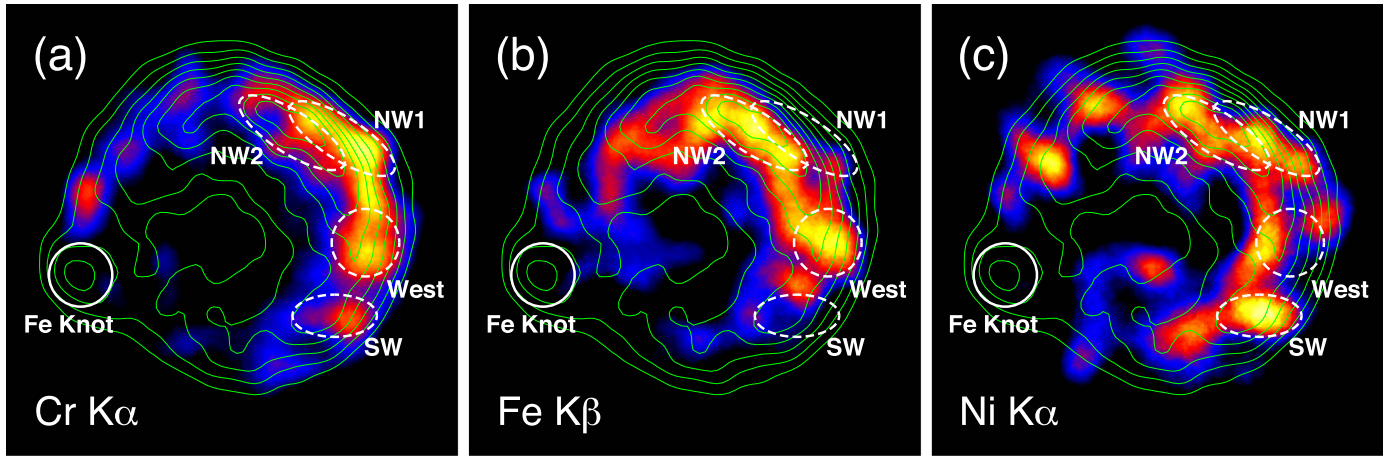 (a)
NW1
NW2
West
Fe Knot
SW
Cr Kα
(b)
NW1
NW2
West
Fe Knot
SW
Fe Kβ
(c)
NW1
NW2
West
Fe Knot
SW
Ni Kα